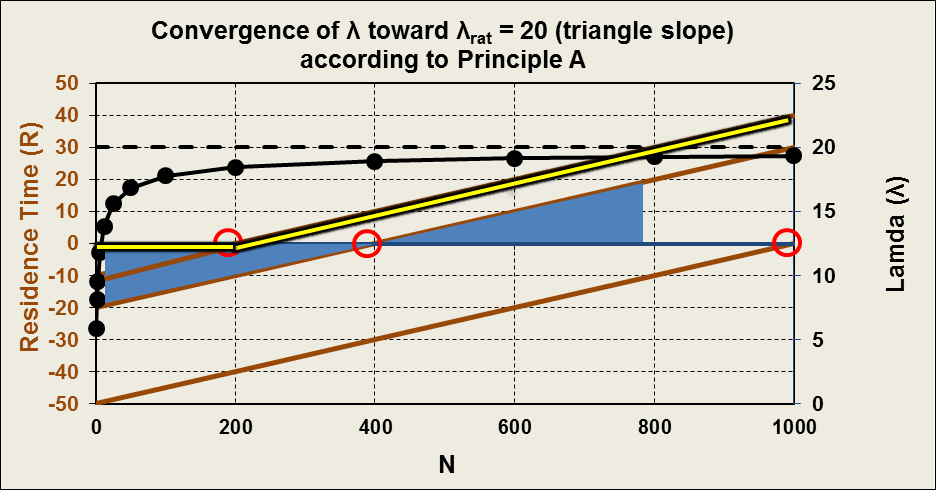 Convergence of λ toward λrat = 20 (triangle slope)
according to Principle A
50
40
30
20
10
0
-10
-20
-30
-40
-50
Residence Time (R)
25
20
15
10
5
0
Lamda (λ)
0 200 400 600 800 1000
N